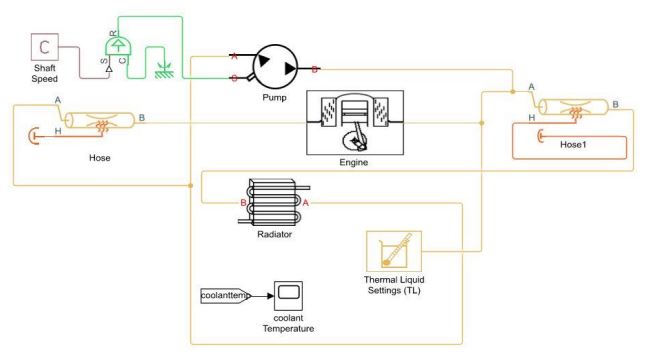 R
C
S
C
Shaft
Speed
A
B
B
Pump
A
B
H
Hose
Engine
A
B
H
Hose1
B
A
Radiator
Thermal Liquid
Settings (TL)
coolanttemp
coolant
Temperature